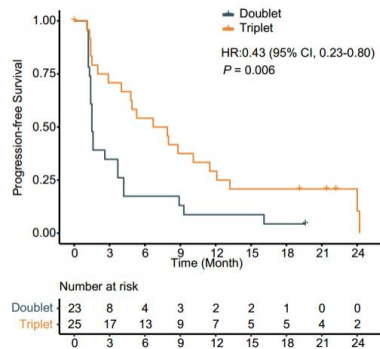 Doublet
Triplet
HR:0.43 (95% CI, 0.23-0.80)
P = 0.006
Progression-free Survival
1.00
0.75
0.50
0.25
0.00
0 3 6 9 12 15 18 21 24
Time (Month)
Number at risk
Doublet 23 8 4 3 2 2 1 0 0
Triplet 25 17 13 9 7 5 5 4 2
0 3 6 9 12 15 18 21 24